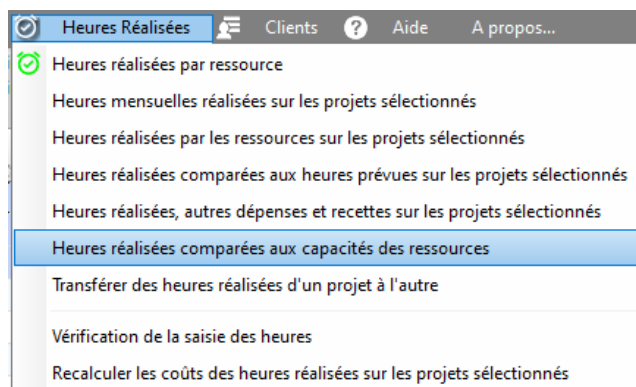 Heures Réalisées Clients ? Aide A propos...
Heures réalisées par ressource
Heures mensuelles réalisées sur les projets sélectionnés
Heures réalisées par les ressources sur les projets sélectionnés
Heures réalisées comparées aux heures prévues sur les projets sélectionnés
Heures réalisées, autres dépenses et recettes sur les projets sélectionnés
Heures réalisées comparées aux capacités des ressources
Transférer des heures réalisées d'un projet à l'autre
Vérification de la saisie des heures
Recalculer les coûts des heures réalisées sur les projets sélectionnés